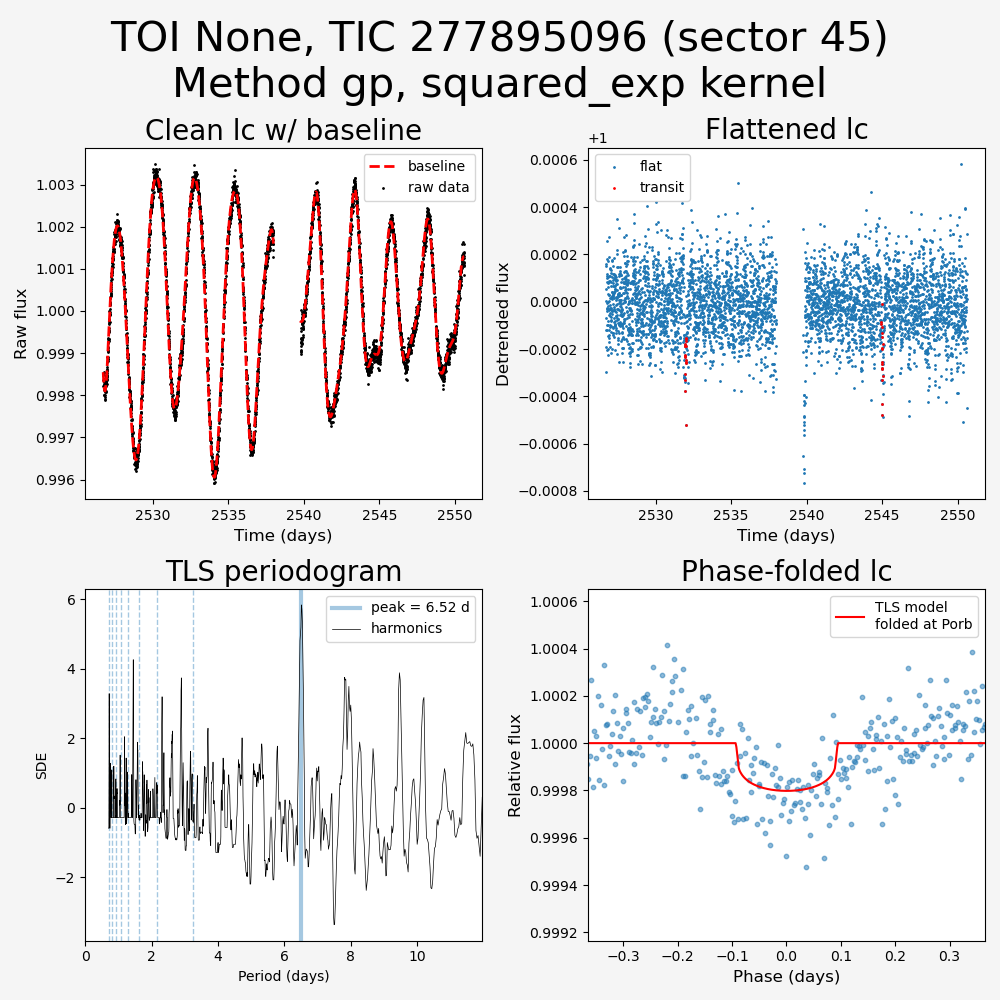 TOI None, TIC 277895096 (sector 45)
Method gp, squared_exp kernel
Clean lc w/ baseline
baseline
raw data
1.003
1.002
1.001
1.000
0.999
0.998
0.997
0.996
Raw flux
2530
2535
2540
2545
2550
Time (days)
Flattened lc
+1
flat
transit
0.0006
0.0004
0.0002
0.0000
−0.0002
−0.0004
−0.0006
−0.0008
Detrended flux
2530
2535
2540
2545
2550
Time (days)
TLS periodogram
peak = 6.52 d
harmonics
6
4
2
0
−2
SDE
0
2
4
6
8
10
Period (days)
Phase-folded lc
TLS model
folded at Porb
1.0006
1.0004
1.0002
1.0000
0.9998
0.9996
0.9994
0.9992
Relative flux
−0.3
−0.2
−0.1
0.0
0.1
0.2
0.3
Phase (days)